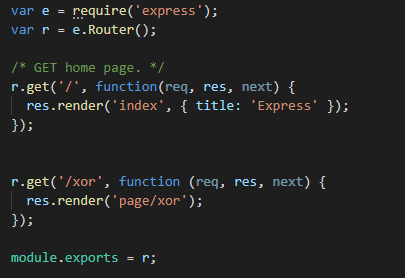 var e = require('express');
var r = e.Router();
/* GET home page. */
r.get('/', function(req, res, next) {
  res.render('index', { title: 'Express' });
});
r.get('/xor', function (req, res, next) {
  res.render('page/xor');
});
module.exports = r;